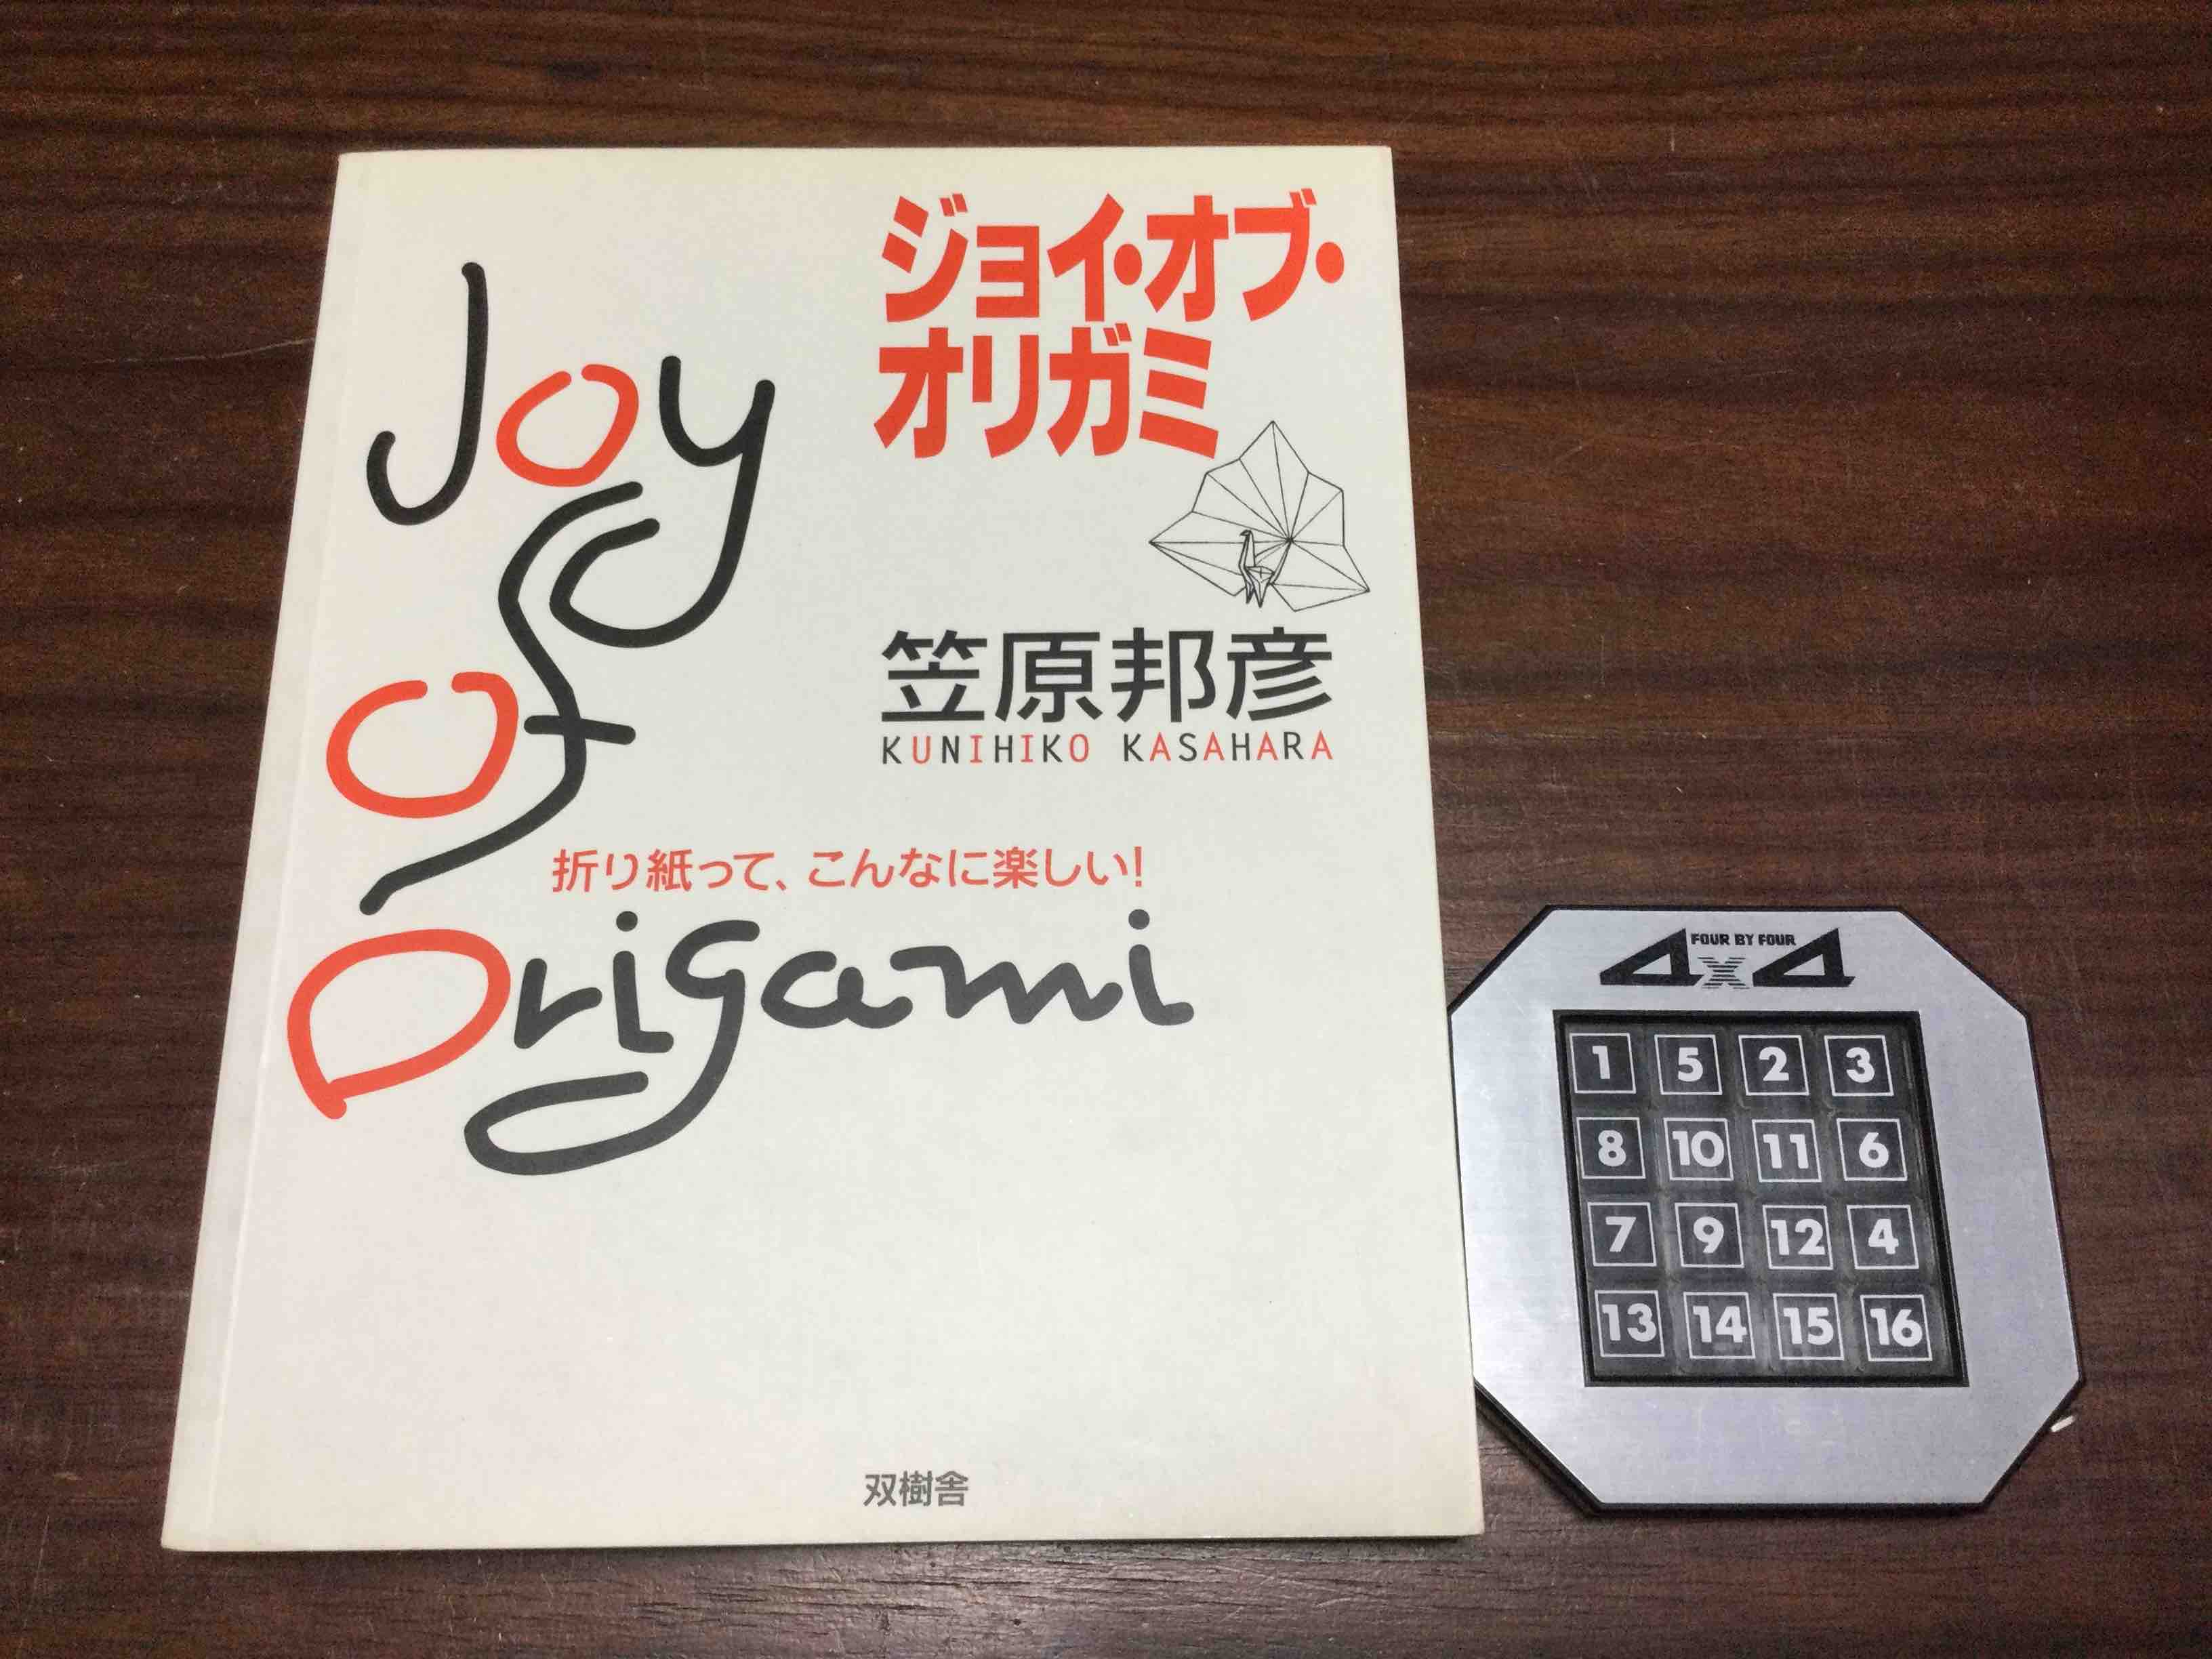 ジョイ・オブ・
オリガミ
Joy
of
笠原邦彦
KUNIHIKO KASAHARA
折り紙って、こんなに楽しい!
Origami
双樹舎
FOUR BY FOUR
4x4
1 5 2 3
8 10 11 6
7 9 12 4
13 14 15 16